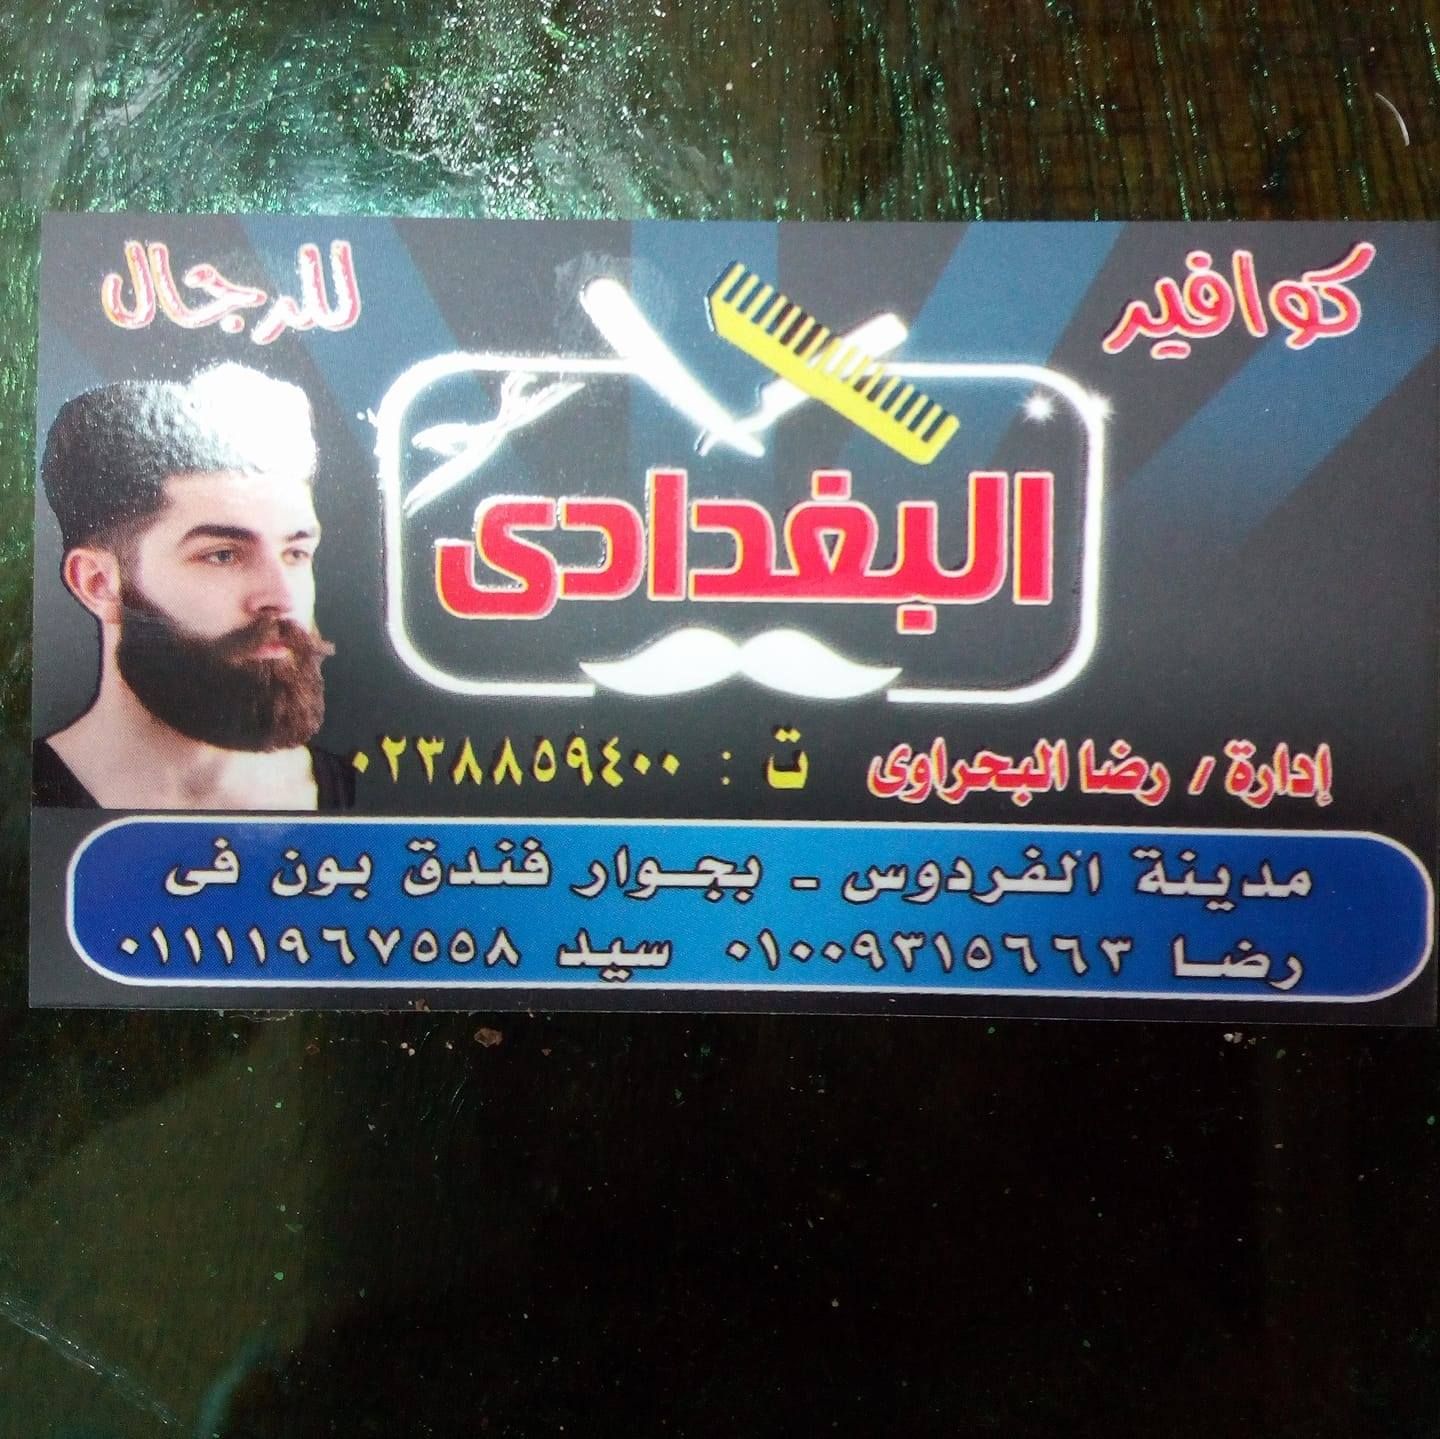 كوافير للرجال
البغدادى
إدارة / رضا البحراوى ت : ٠٢٣٨٨٥٩٤٠٠
مدينة الفردوس - بجوار فندق بون فى
رضا ٠١٠٠٩٣١٥٦٦٣ سيد ٠١١١١٩٦٧٥٥٨